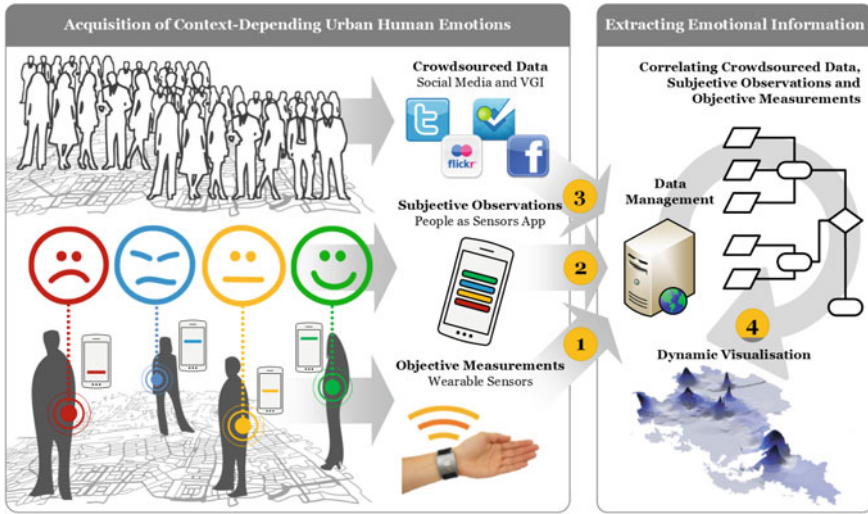 Acquisition of Context-Depending Urban Human Emotions
Crowdsourced Data
Social Media and VGI
flickr
3
Subjective Observations
People as Sensors App
2
1
Objective Measurements
Wearable Sensors
Extracting Emotional Information
Correlating Crowdsourced Data,
Subjective Observations and
Objective Measurements
Data
Management
4
Dynamic Visualisation